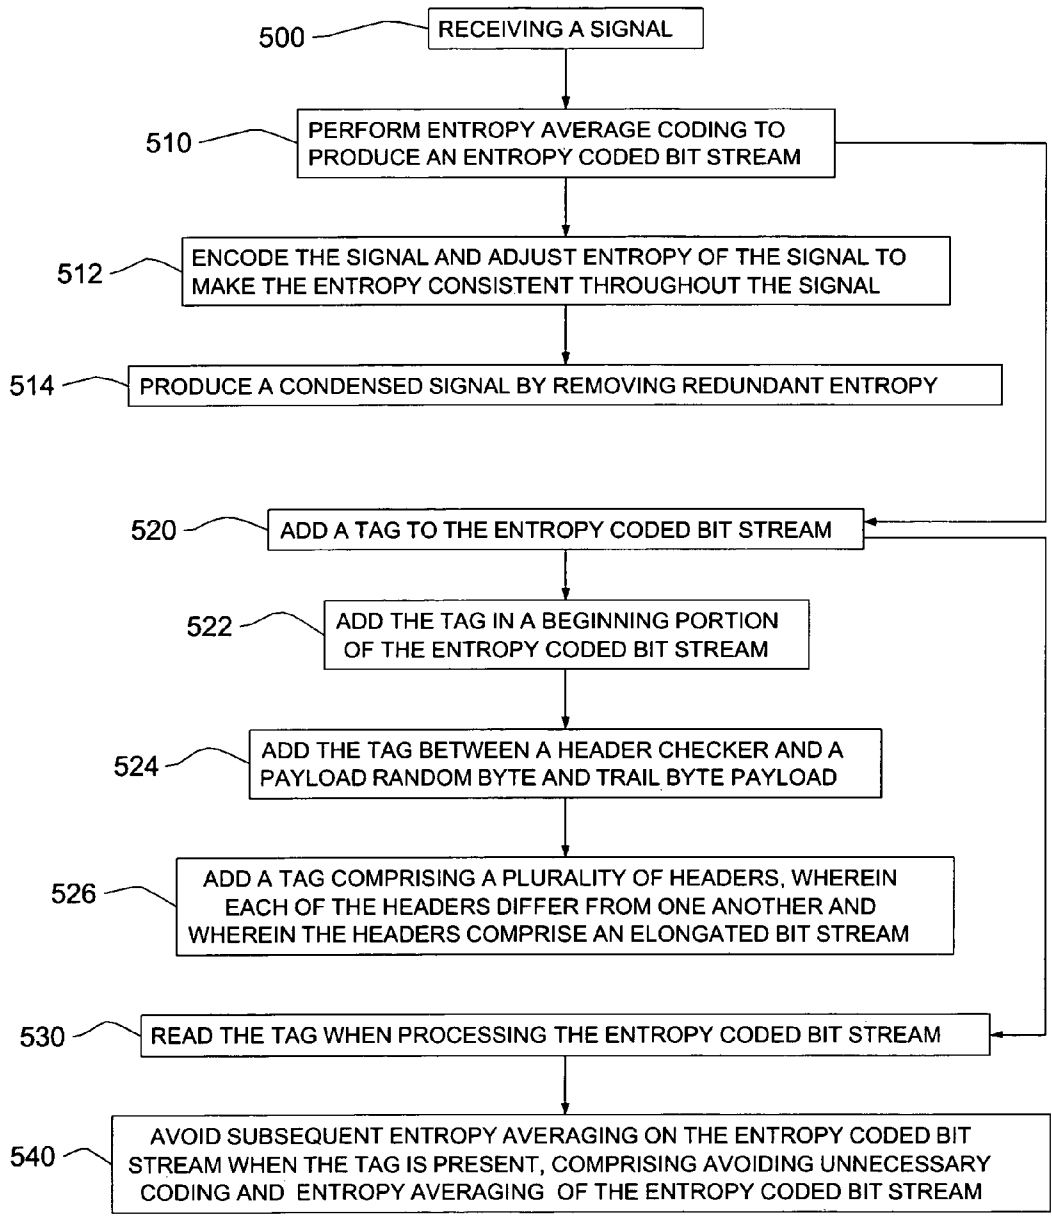 500
RECEIVING A SIGNAL
510
PERFORM ENTROPY AVERAGE CODING TO
PRODUCE AN ENTROPY CODED BIT STREAM
512
ENCODE THE SIGNAL AND ADJUST ENTROPY OF THE SIGNAL TO
MAKE THE ENTROPY CONSISTENT THROUGHOUT THE SIGNAL
514
PRODUCE A CONDENSED SIGNAL BY REMOVING REDUNDANT ENTROPY
520
ADD A TAG TO THE ENTROPY CODED BIT STREAM
522
ADD THE TAG IN A BEGINNING PORTION
OF THE ENTROPY CODED BIT STREAM
524
ADD THE TAG BETWEEN A HEADER CHECKER AND A
PAYLOAD RANDOM BYTE AND TRAIL BYTE PAYLOAD
526
ADD A TAG COMPRISING A PLURALITY OF HEADERS, WHEREIN
EACH OF THE HEADERS DIFFER FROM ONE ANOTHER AND
WHEREIN THE HEADERS COMPRISE AN ELONGATED BIT STREAM
530
READ THE TAG WHEN PROCESSING THE ENTROPY CODED BIT STREAM
540
AVOID SUBSEQUENT ENTROPY AVERAGING ON THE ENTROPY CODED BIT
STREAM WHEN THE TAG IS PRESENT, COMPRISING AVOIDING UNNECESSARY
CODING AND ENTROPY AVERAGING OF THE ENTROPY CODED BIT STREAM